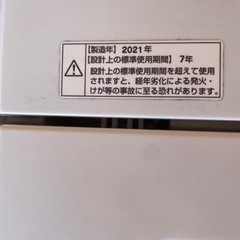 【製造年】2021年
【設計上の標準使用期間】7年
設計上の標準使用期間を超えて使用
されますと、経年劣化による発火・
けが等の事故に至る恐れがあります。